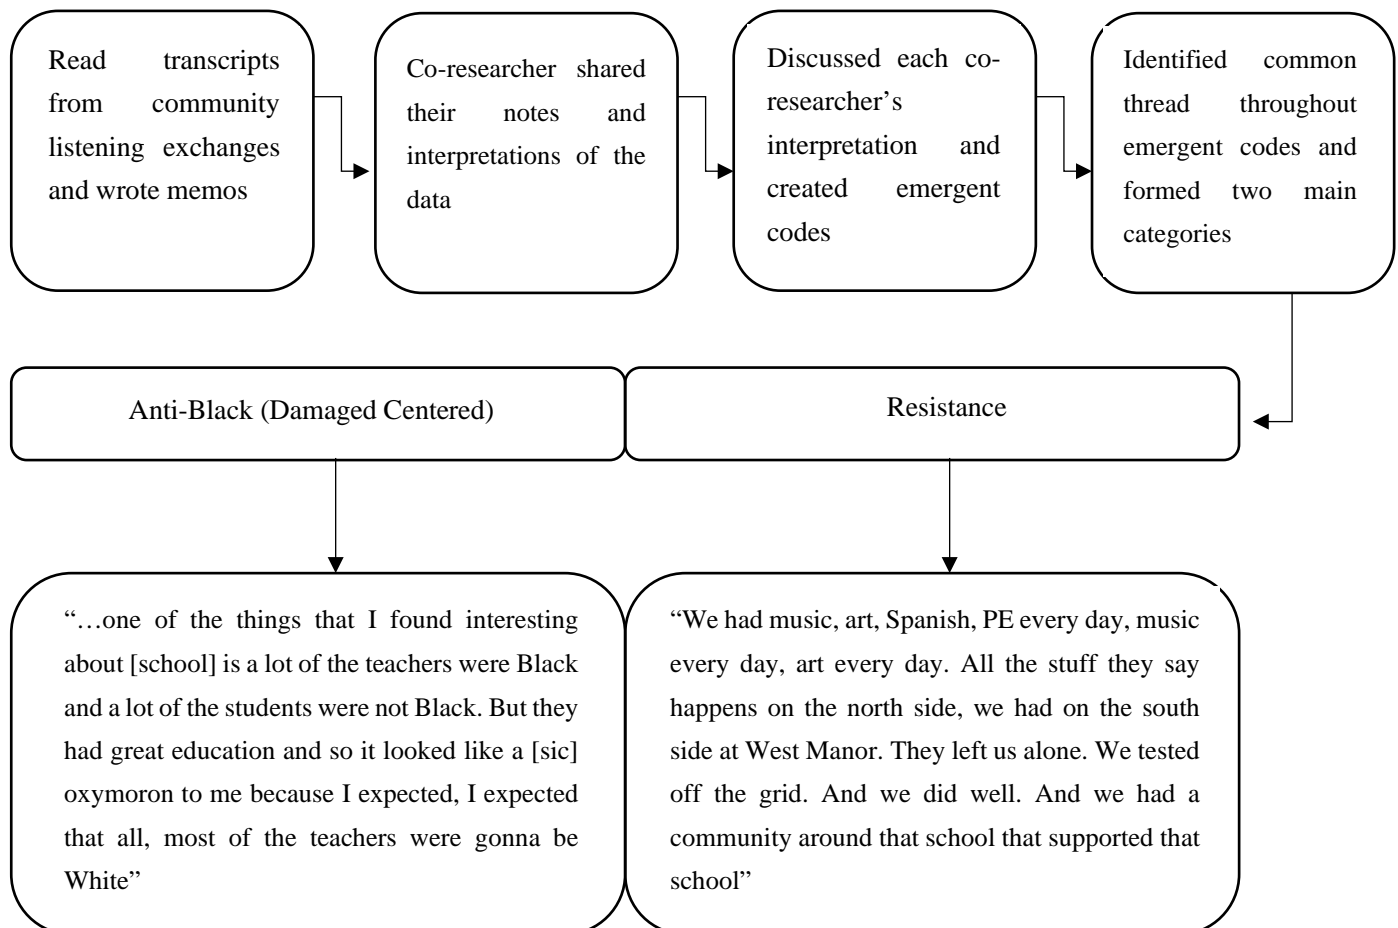 Read transcripts
from community
listening exchanges
and wrote memos
Co-researcher shared
their notes and
interpretations of the
data
Discussed each co-
researcher’s
interpretation and
created emergent
codes
Identified common
thread throughout
emergent codes and
formed two main
categories
Anti-Black (Damaged Centered)
Resistance
“…one of the things that I found interesting
about [school] is a lot of the teachers were Black
and a lot of the students were not Black. But they
had great education and so it looked like a [sic]
oxymoron to me because I expected, I expected
that all, most of the teachers were gonna be
White”
“We had music, art, Spanish, PE every day, music
every day, art every day. All the stuff they say
happens on the north side, we had on the south
side at West Manor. They left us alone. We tested
off the grid. And we did well. And we had a
community around that school that supported that
school”